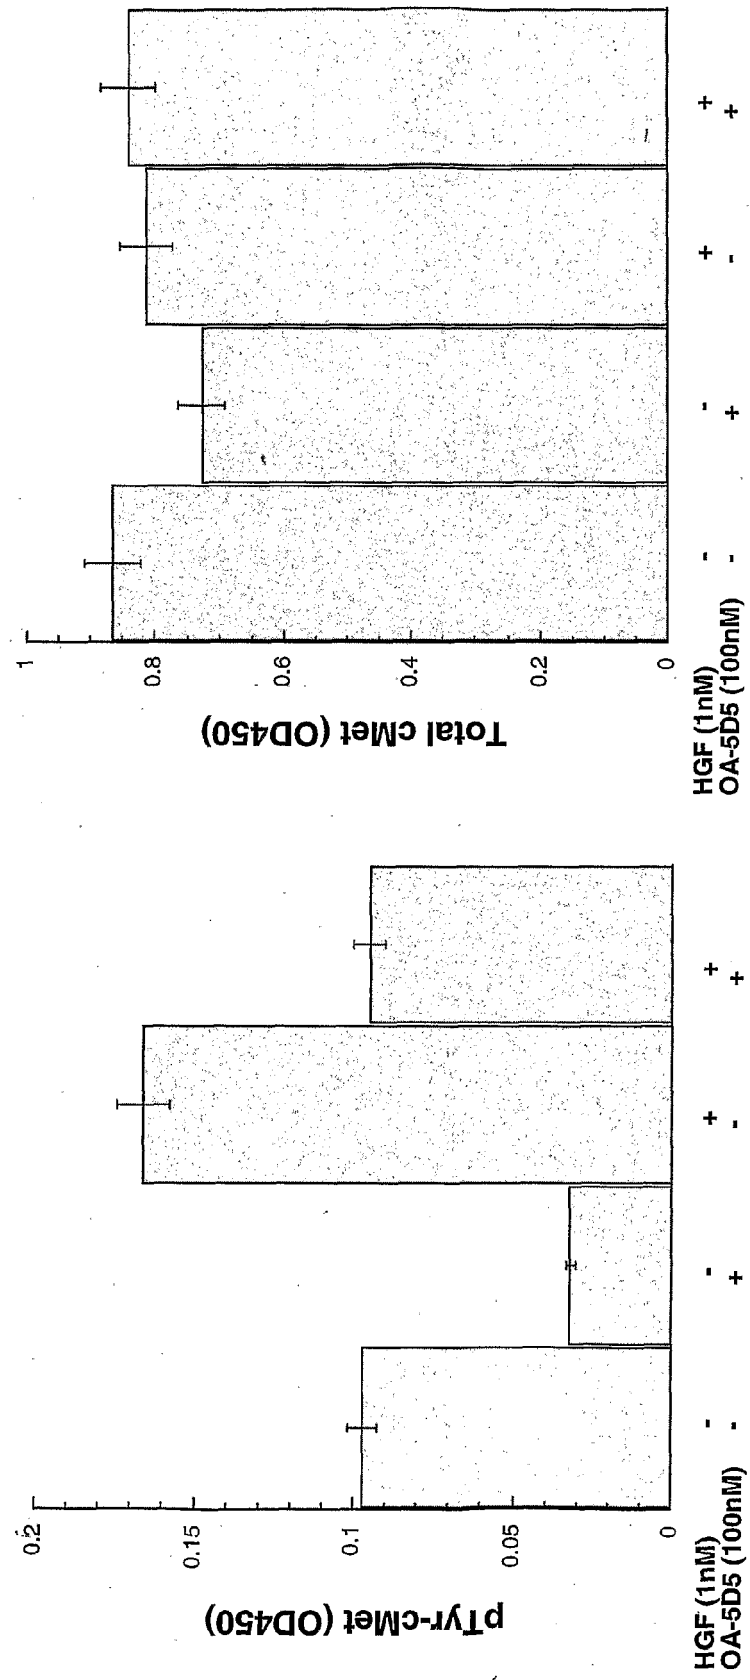 pTyr-cMet (OD450)
0.2
0.15
0.1
0.05
0
HGF (1nM) - - + +
OA-5D5 (100nM) - + - +
Total cMet (OD450)
1
0.8
0.6
0.4
0.2
0
HGF (1nM) - - + +
OA-5D5 (100nM) - + - +